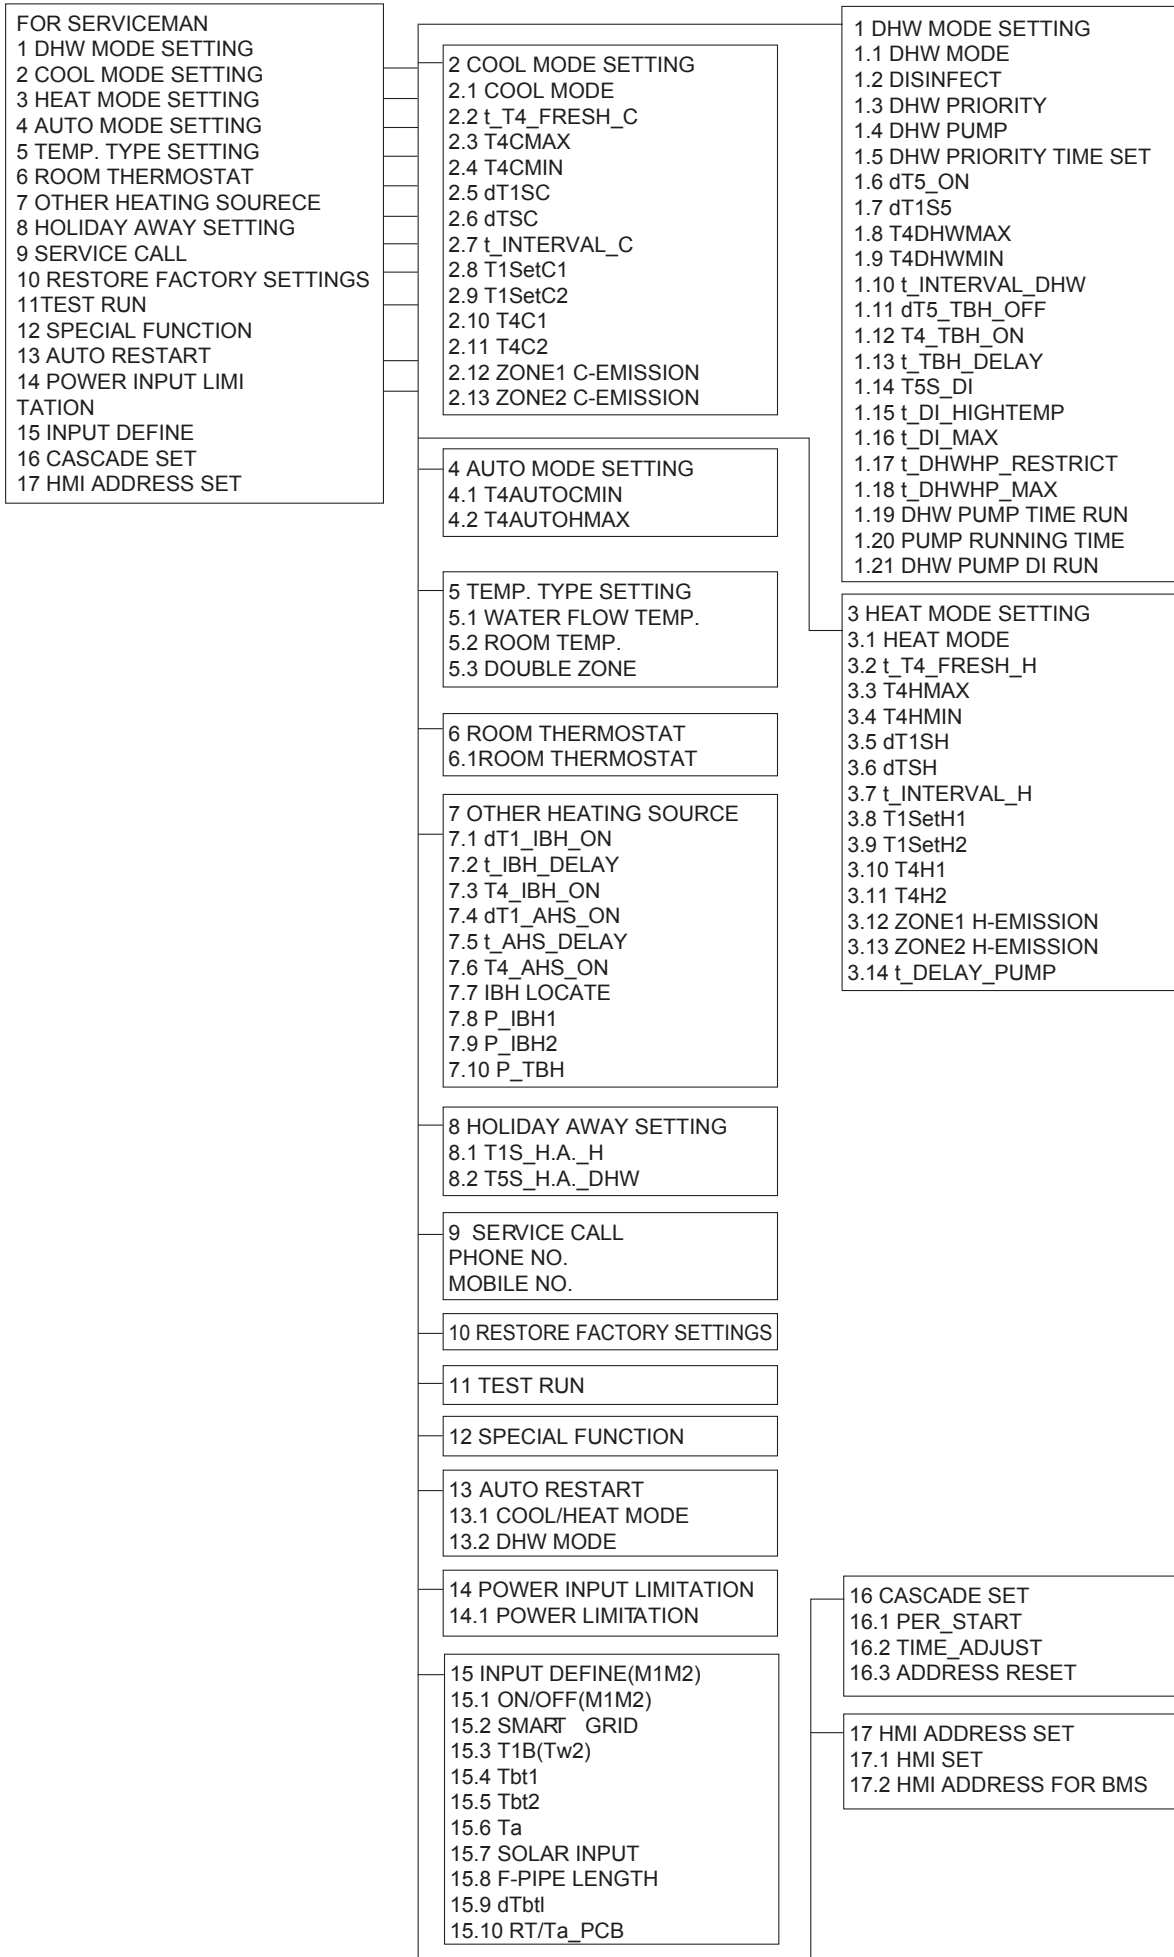 FOR SERVICEMAN
1 DHW MODE SETTING
2 COOL MODE SETTING
3 HEAT MODE SETTING
4 AUTO MODE SETTING
5 TEMP. TYPE SETTING
6 ROOM THERMOSTAT
7 OTHER HEATING SOURECE
8 HOLIDAY AWAY SETTING
9 SERVICE CALL
10 RESTORE FACTORY SETTINGS
11TEST RUN
12 SPECIAL FUNCTION
13 AUTO RESTART
14 POWER INPUT LIMI
TATION
15 INPUT DEFINE
16 CASCADE SET
17 HMI ADDRESS SET
1 DHW MODE SETTING
1.1 DHW MODE
1.2 DISINFECT
1.3 DHW PRIORITY
1.4 DHW PUMP
1.5 DHW PRIORITY TIME SET
1.6 dT5_ON
1.7 dT1S5
1.8 T4DHWMAX
1.9 T4DHWMIN
1.10 t_INTERVAL_DHW
1.11 dT5_TBH_OFF
1.12 T4_TBH_ON
1.13 t_TBH_DELAY
1.14 T5S_DI
1.15 t_DI_HIGHTEMP
1.16 t_DI_MAX
1.17 t_DHWHP_RESTRICT
1.18 t_DHWHP_MAX
1.19 DHW PUMP TIME RUN
1.20 PUMP RUNNING TIME
1.21 DHW PUMP DI RUN
2 COOL MODE SETTING
2.1 COOL MODE
2.2 t_T4_FRESH_C
2.3 T4CMAX
2.4 T4CMIN
2.5 dT1SC
2.6 dTSC
2.7 t_INTERVAL_C
2.8 T1SetC1
2.9 T1SetC2
2.10 T4C1
2.11 T4C2
2.12 ZONE1 C-EMISSION
2.13 ZONE2 C-EMISSION
3 HEAT MODE SETTING
3.1 HEAT MODE
3.2 t_T4_FRESH_H
3.3 T4HMAX
3.4 T4HMIN
3.5 dT1SH
3.6 dTSH
3.7 t_INTERVAL_H
3.8 T1SetH1
3.9 T1SetH2
3.10 T4H1
3.11 T4H2
3.12 ZONE1 H-EMISSION
3.13 ZONE2 H-EMISSION
3.14 t_DELAY_PUMP
4 AUTO MODE SETTING
4.1 T4AUTOCMIN
4.2 T4AUTOHMAX
5 TEMP. TYPE SETTING
5.1 WATER FLOW TEMP.
5.2 ROOM TEMP.
5.3 DOUBLE ZONE
6 ROOM THERMOSTAT
6.1ROOM THERMOSTAT
7 OTHER HEATING SOURCE
7.1 dT1_IBH_ON
7.2 t_IBH_DELAY
7.3 T4_IBH_ON
7.4 dT1_AHS_ON
7.5 t_AHS_DELAY
7.6 T4_AHS_ON
7.7 IBH LOCATE
7.8 P_IBH1
7.9 P_IBH2
7.10 P_TBH
8 HOLIDAY AWAY SETTING
8.1 T1S_H.A._H
8.2 T5S_H.A._DHW
9 SERVICE CALL
PHONE NO.
MOBILE NO.
10 RESTORE FACTORY SETTINGS
11 TEST RUN
12 SPECIAL FUNCTION
13 AUTO RESTART
13.1 COOL/HEAT MODE
13.2 DHW MODE
14 POWER INPUT LIMITATION
14.1 POWER LIMITATION
15 INPUT DEFINE(M1M2)
15.1 ON/OFF(M1M2)
15.2 SMART GRID
15.3 T1B(Tw2)
15.4 Tbt1
15.5 Tbt2
15.6 Ta
15.7 SOLAR INPUT
15.8 F-PIPE LENGTH
15.9 dTbtl
15.10 RT/Ta_PCB
16 CASCADE SET
16.1 PER_START
16.2 TIME_ADJUST
16.3 ADDRESS RESET
17 HMI ADDRESS SET
17.1 HMI SET
17.2 HMI ADDRESS FOR BMS